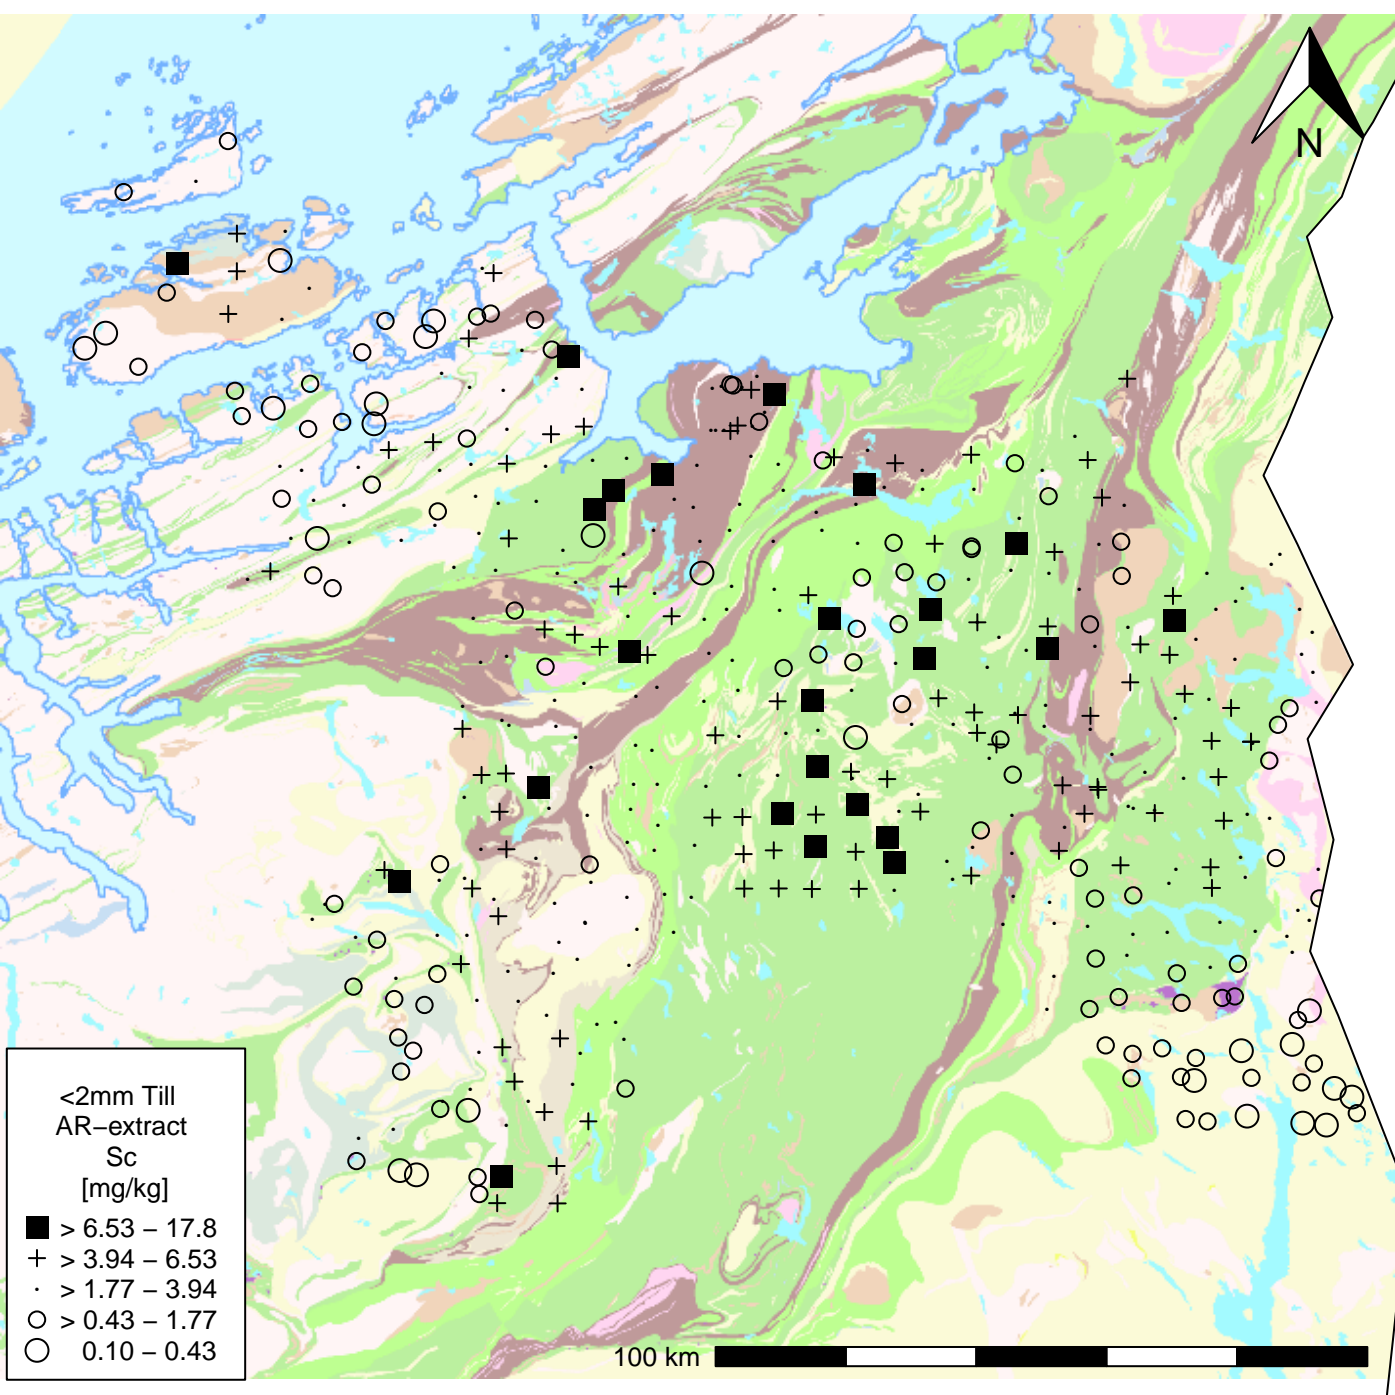 N
<2mm Till
AR−extract
Sc
[mg/kg]
> 6.53 − 17.8
> 3.94 − 6.53
> 1.77 − 3.94
> 0.43 − 1.77
0.10 − 0.43
100 km